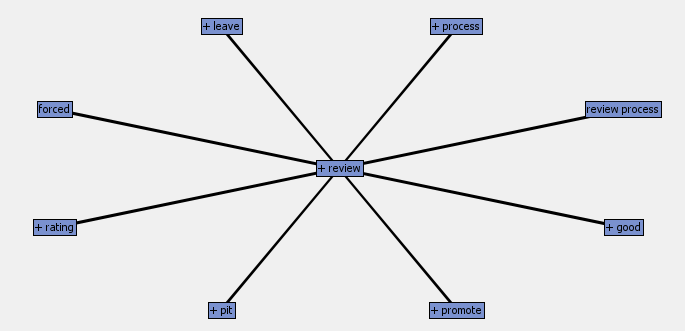 + leave
+ process
forced
review process
+ review
+ rating
+ good
+ pit
+ promote